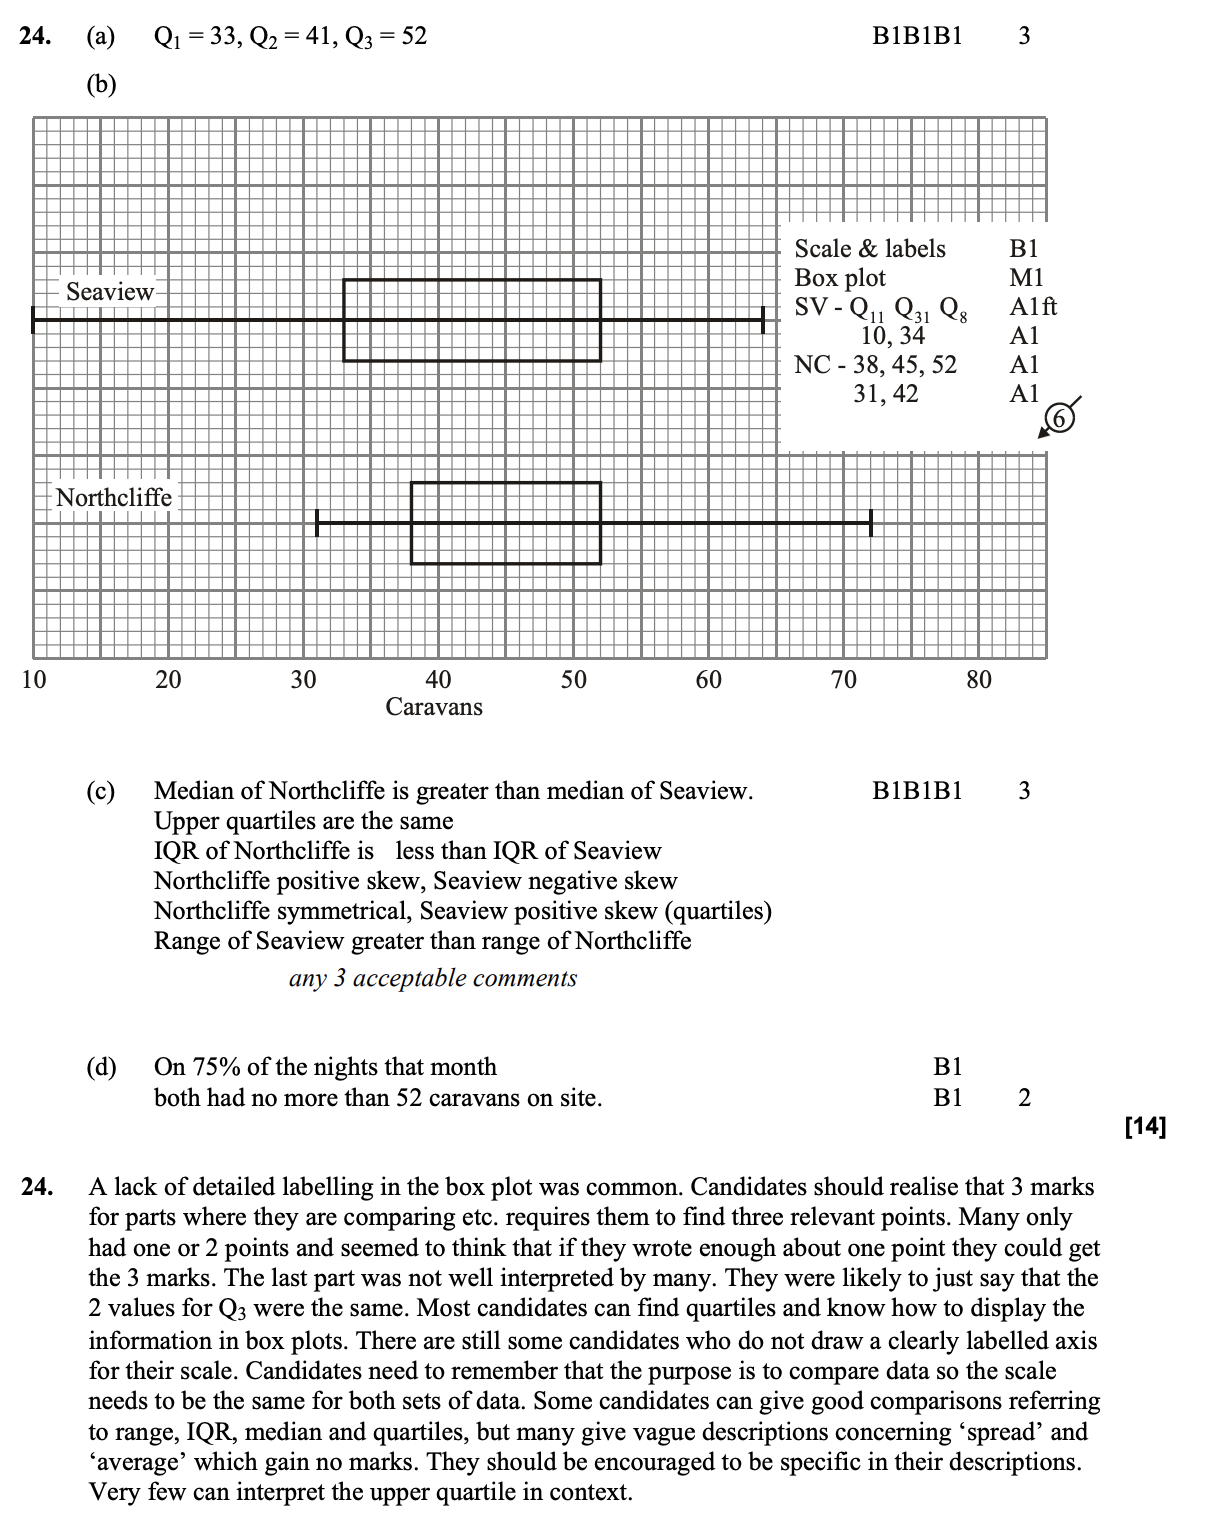 24. (a) Q₁ = 33, Q₂ = 41, Q₃ = 52 B1B1B1 3
(b)
Scale & labels B1
Box plot M1
Seaview
SV - Q₁₁ Q₃₁ Q₈ A1ft
10, 34 A1
NC - 38, 45, 52 A1
31, 42 A1
6
Northcliffe
10 20 30 40 50 60 70 80
Caravans
(c) Median of Northcliffe is greater than median of Seaview. B1B1B1 3
Upper quartiles are the same
IQR of Northcliffe is less than IQR of Seaview
Northcliffe positive skew, Seaview negative skew
Northcliffe symmetrical, Seaview positive skew (quartiles)
Range of Seaview greater than range of Northcliffe
any 3 acceptable comments
(d) On 75% of the nights that month B1
both had no more than 52 caravans on site. B1 2
[14]
24. A lack of detailed labelling in the box plot was common. Candidates should realise that 3 marks
for parts where they are comparing etc. requires them to find three relevant points. Many only
had one or 2 points and seemed to think that if they wrote enough about one point they could get
the 3 marks. The last part was not well interpreted by many. They were likely to just say that the
2 values for Q₃ were the same. Most candidates can find quartiles and know how to display the
information in box plots. There are still some candidates who do not draw a clearly labelled axis
for their scale. Candidates need to remember that the purpose is to compare data so the scale
needs to be the same for both sets of data. Some candidates can give good comparisons referring
to range, IQR, median and quartiles, but many give vague descriptions concerning ‘spread’ and
‘average’ which gain no marks. They should be encouraged to be specific in their descriptions.
Very few can interpret the upper quartile in context.